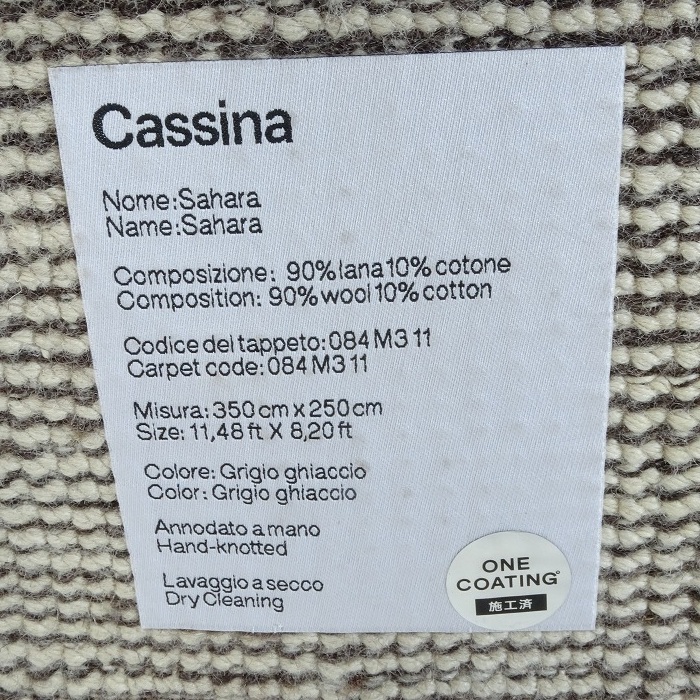 Cassina
Nome:Sahara
Name:Sahara
Composizione: 90% lana 10% cotone
Composition: 90% wool 10% cotton
Codice del tappeto: 084 M3 11
Carpet code: 084 M3 11
Misura: 350 cm x 250 cm
Size: 11,48 ft X 8,20 ft
Colore: Grigio ghiaccio
Color: Grigio ghiaccio
Annodato a mano
Hand-knotted
Lavaggio a secco
Dry Cleaning
ONE
COATING
施工済